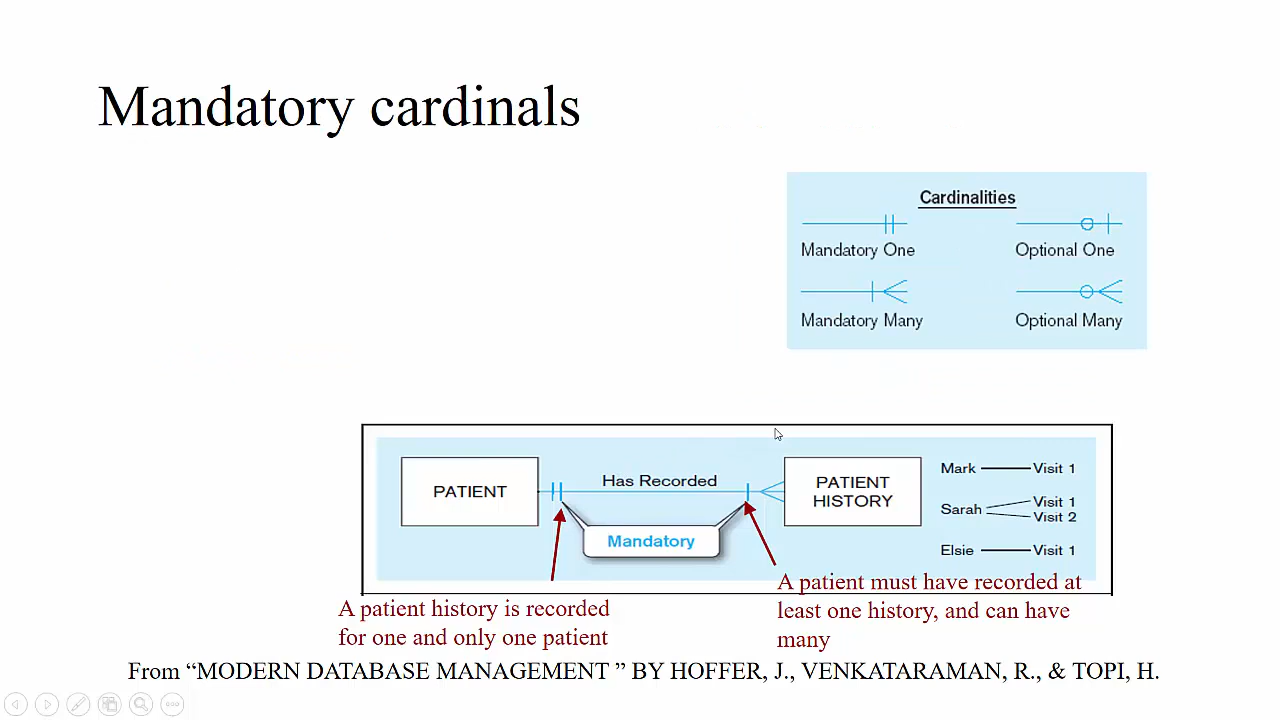 Mandatory cardinals
Cardinalities
Mandatory One
Optional One
Mandatory Many
Optional Many
PATIENT
Has Recorded
Mandatory
PATIENT
HISTORY
Mark
Visit 1
Sarah
Visit 1
Visit 2
Elsie
Visit 1
A patient history is recorded
for one and only one patient
A patient must have recorded at
least one history, and can have
many
From “MODERN DATABASE MANAGEMENT ” BY HOFFER, J., VENKATARAMAN, R., & TOPI, H.